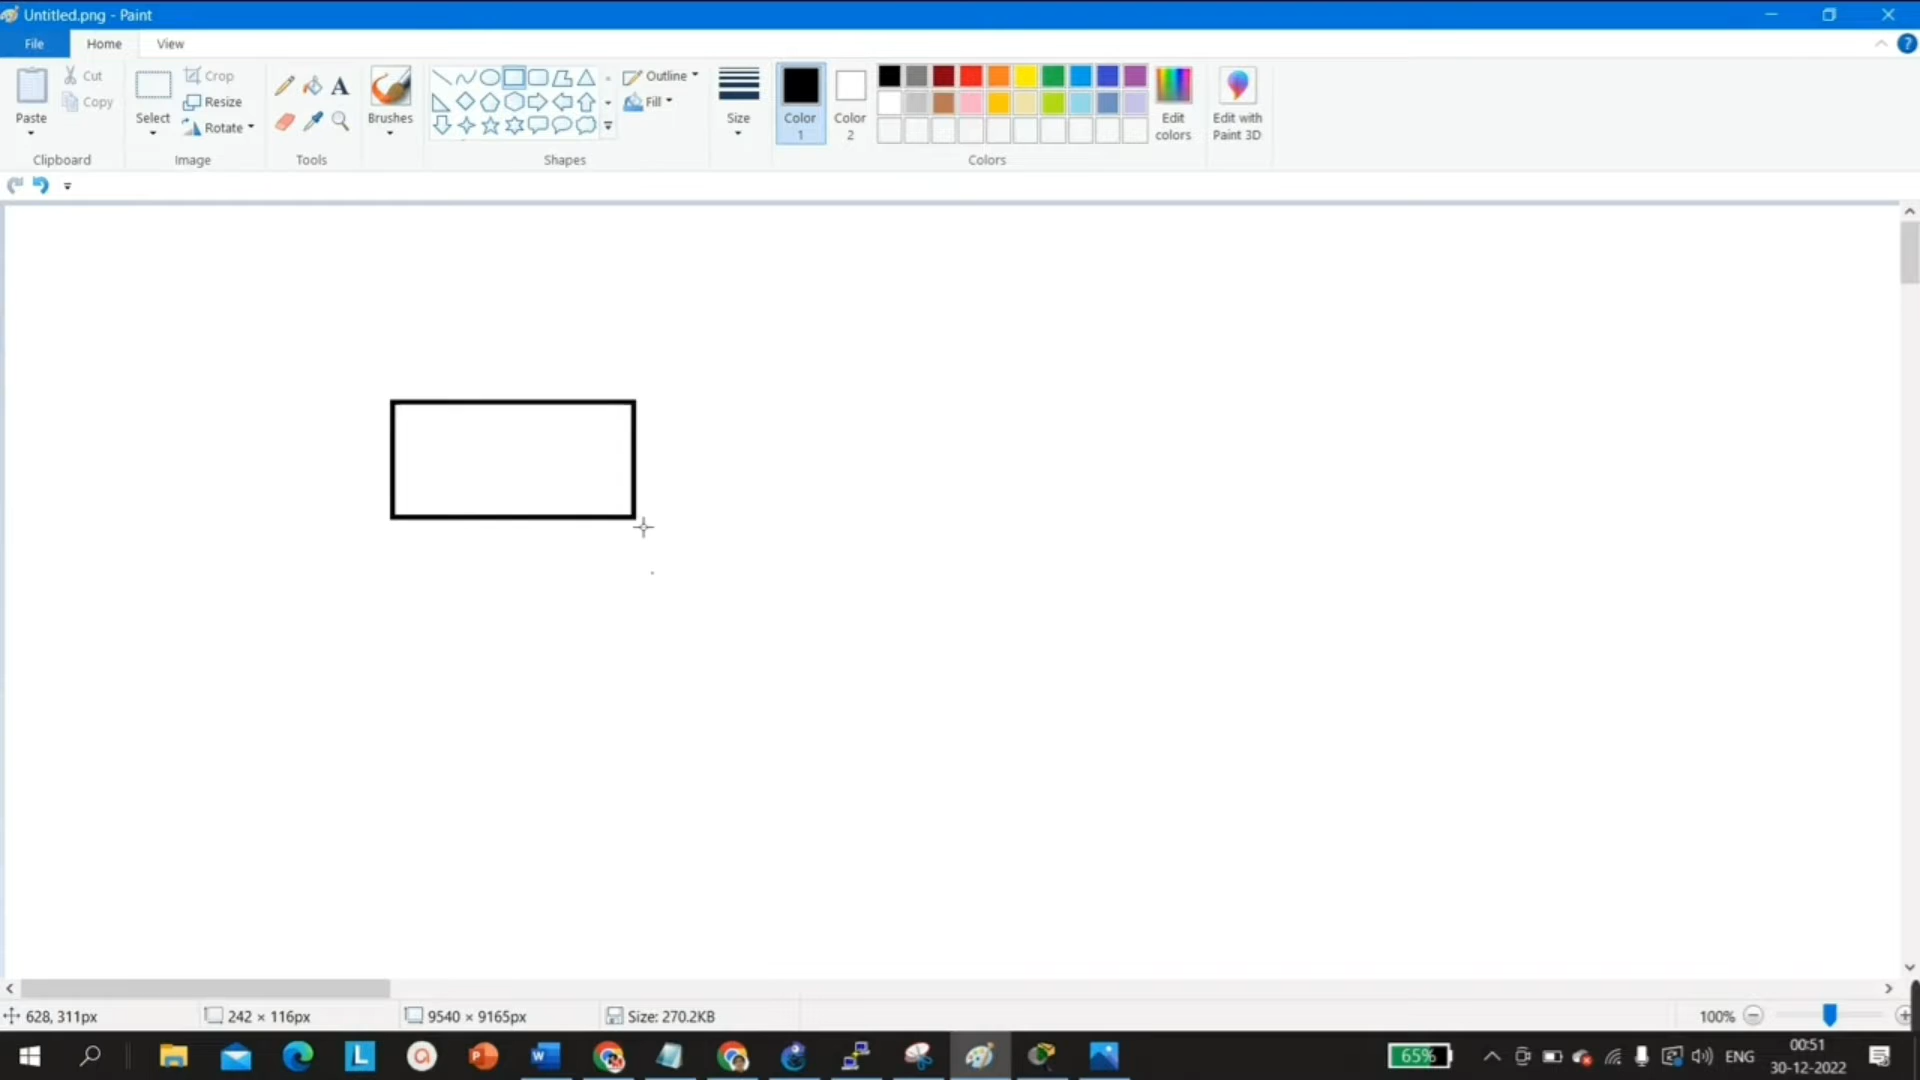 Untitled.png - Paint
File Home View
Paste
Cut
Copy
Clipboard
Select
Crop
Resize
Rotate
Image
A
Tools
Brushes
Outline
Fill
Shapes
Size
Color
1
Color
2
Edit
colors
Colors
Edit with
Paint 3D
628, 311px
242 × 116px
9540 × 9165px
Size: 270.2KB
100%
65%
ENG
00:51
30-12-2022